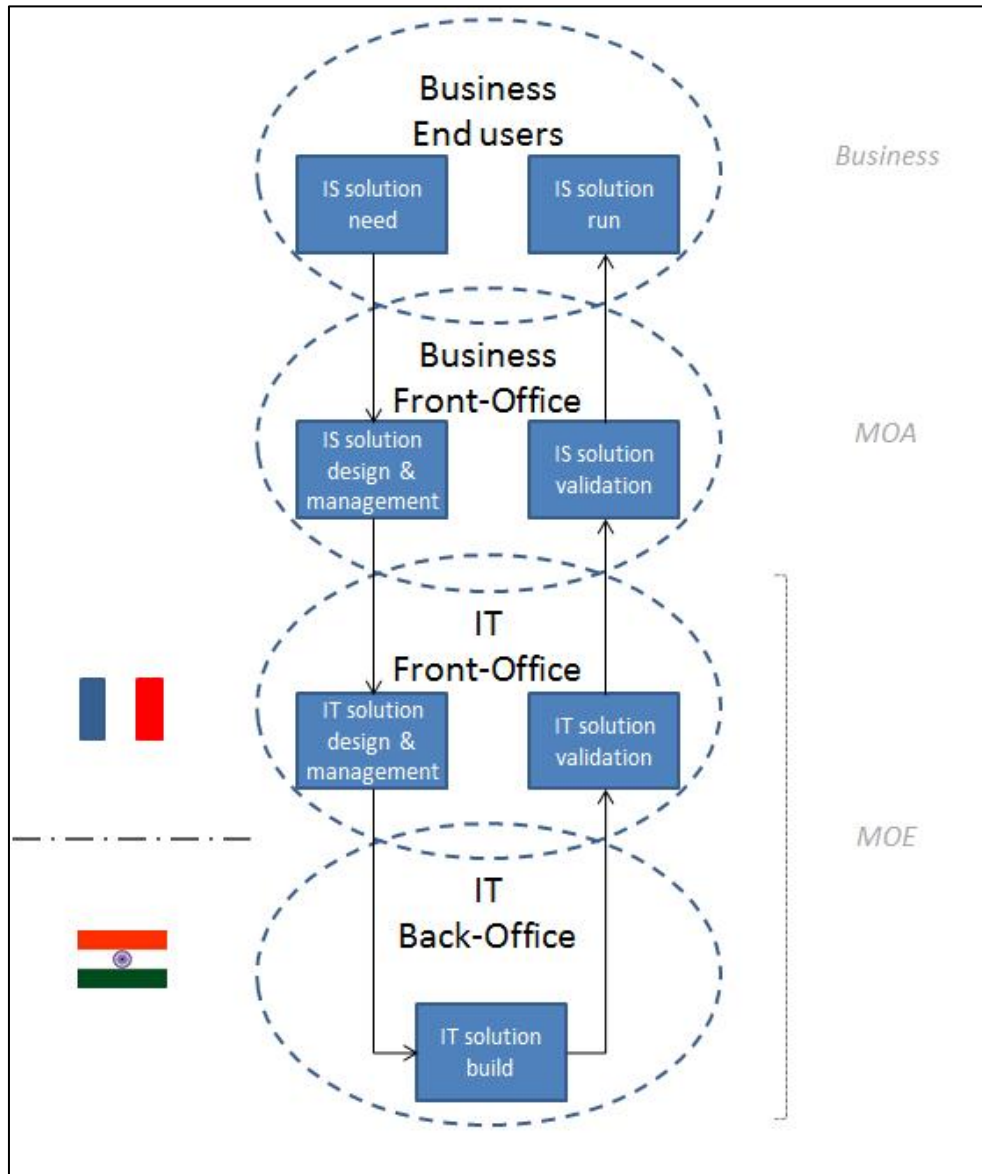 Business
End users
Business
IS solution
need
IS solution
run
Business
Front-Office
MOA
IS solution
design &
management
IS solution
validation
IT
Front-Office
IT solution
design &
management
IT solution
validation
MOE
IT
Back-Office
IT solution
build